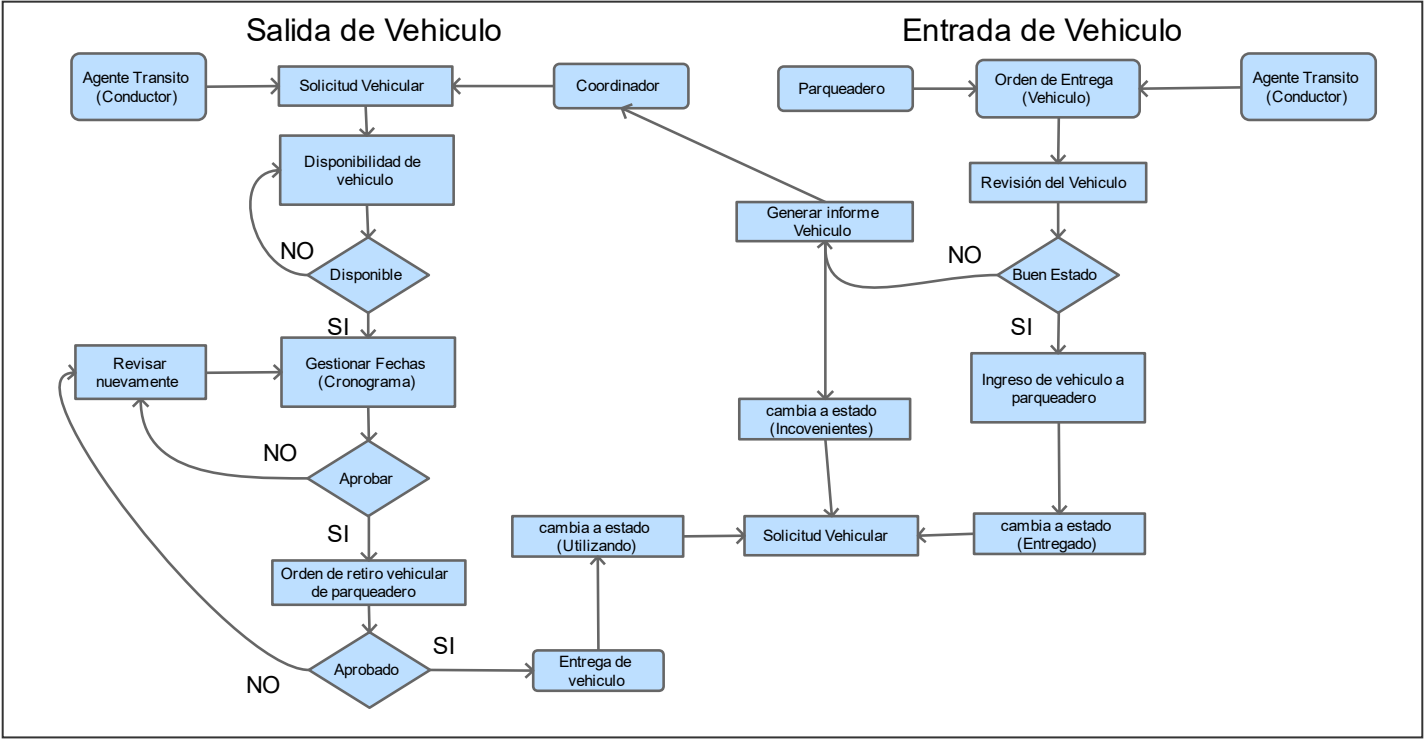 Salida de Vehiculo
Entrada de Vehiculo
Agente Transito
(Conductor)
Solicitud Vehicular
Coordinador
Parqueadero
Orden de Entrega
(Vehiculo)
Agente Transito
(Conductor)
Disponibilidad de
vehiculo
Revisión del Vehiculo
Generar informe
Vehiculo
NO
Disponible
NO
Buen Estado
SI
SI
Revisar
nuevamente
Gestionar Fechas
(Cronograma)
Ingreso de vehiculo a
parqueadero
cambia a estado
(Incovenientes)
NO
Aprobar
SI
cambia a estado
(Utilizando)
Solicitud Vehicular
cambia a estado
(Entregado)
Orden de retiro vehicular
de parqueadero
SI
Aprobado
NO
Entrega de
vehiculo